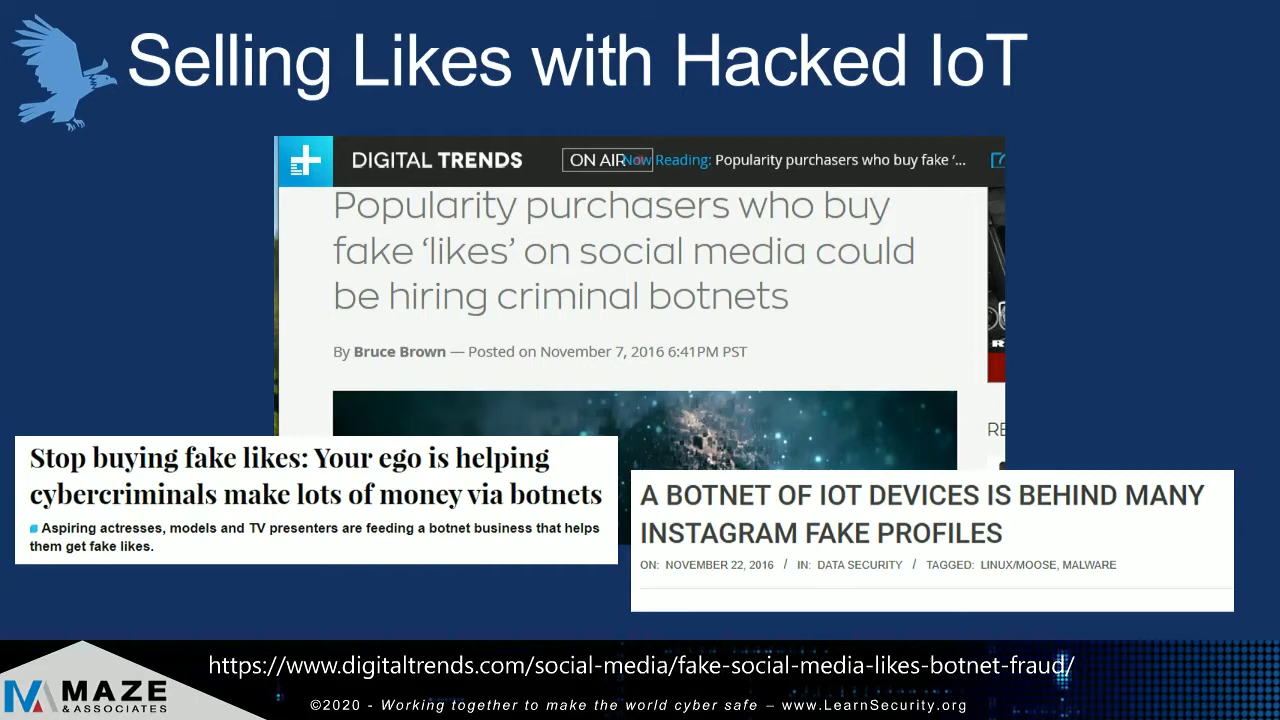 Selling Likes with Hacked IoT
DIGITAL TRENDS
ON AIR
Now Reading: Popularity purchasers who buy fake ‘...
Popularity purchasers who buy
fake ‘likes’ on social media could
be hiring criminal botnets
By Bruce Brown — Posted on November 7, 2016 6:41PM PST
RE
Stop buying fake likes: Your ego is helping
cybercriminals make lots of money via botnets
Aspiring actresses, models and TV presenters are feeding a botnet business that helps
them get fake likes.
A BOTNET OF IOT DEVICES IS BEHIND MANY
INSTAGRAM FAKE PROFILES
ON: NOVEMBER 22, 2016 / IN: DATA SECURITY / TAGGED: LINUX/MOOSE, MALWARE
https://www.digitaltrends.com/social-media/fake-social-media-likes-botnet-fraud/
MAZE
& ASSOCIATES
©2020 - Working together to make the world cyber safe – www.LearnSecurity.org